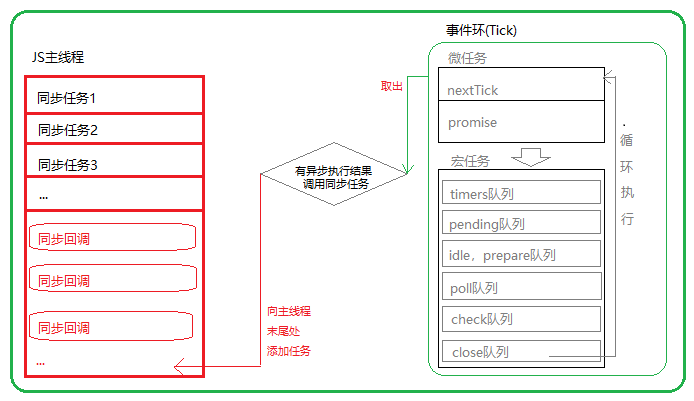 JS主线程
同步任务1
同步任务2
同步任务3
...
同步回调
同步回调
同步回调
...
有异步执行结果
调用同步任务
向主线程
末尾处
添加任务
取出
事件环(Tick)
微任务
nextTick
promise
宏任务
timers队列
pending队列
idle，prepare队列
poll队列
check队列
close队列
.
循
环
执
行